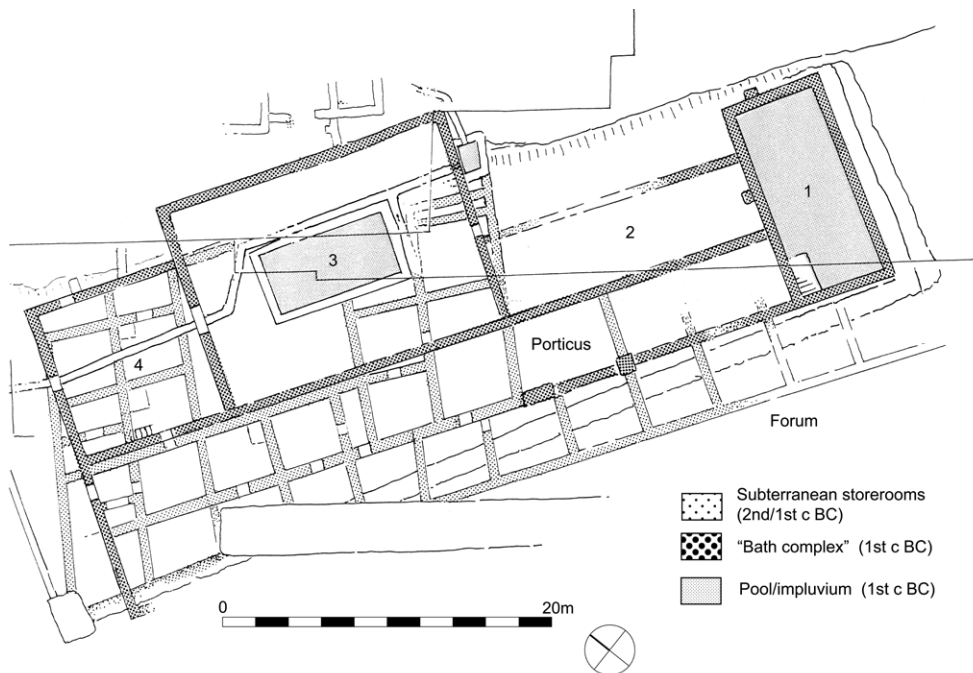 1
2
3
4
Porticus
Forum
Subterranean storerooms
(2nd/1st c BC)
“Bath complex” (1st c BC)
Pool/impluvium (1st c BC)
0
20m